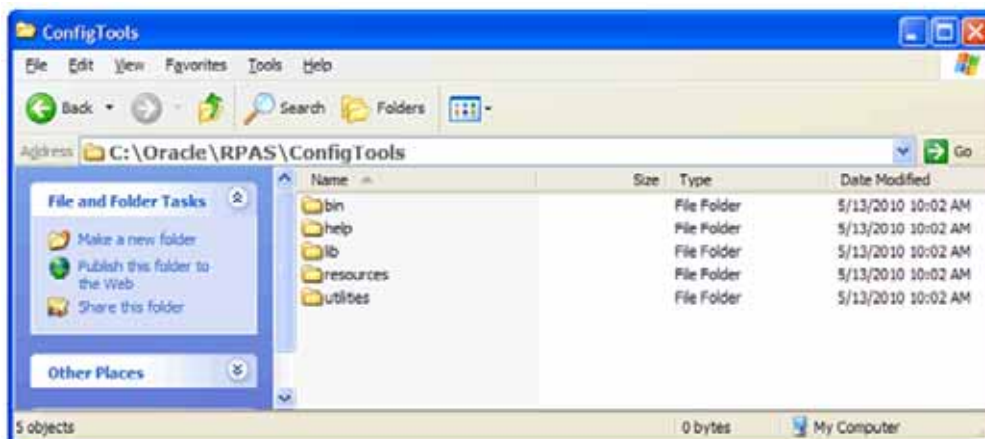 ConfigTools
File Edit View Favorites Tools Help
Back Search Folders
Address C:\Oracle\RPAS\ConfigTools Go
File and Folder Tasks
Make a new folder
Publish this folder to
the Web
Share this folder
Other Places
Name Size Type Date Modified
bin File Folder 5/13/2010 10:02 AM
help File Folder 5/13/2010 10:02 AM
lib File Folder 5/13/2010 10:02 AM
resources File Folder 5/13/2010 10:02 AM
utilities File Folder 5/13/2010 10:02 AM
5 objects 0 bytes My Computer